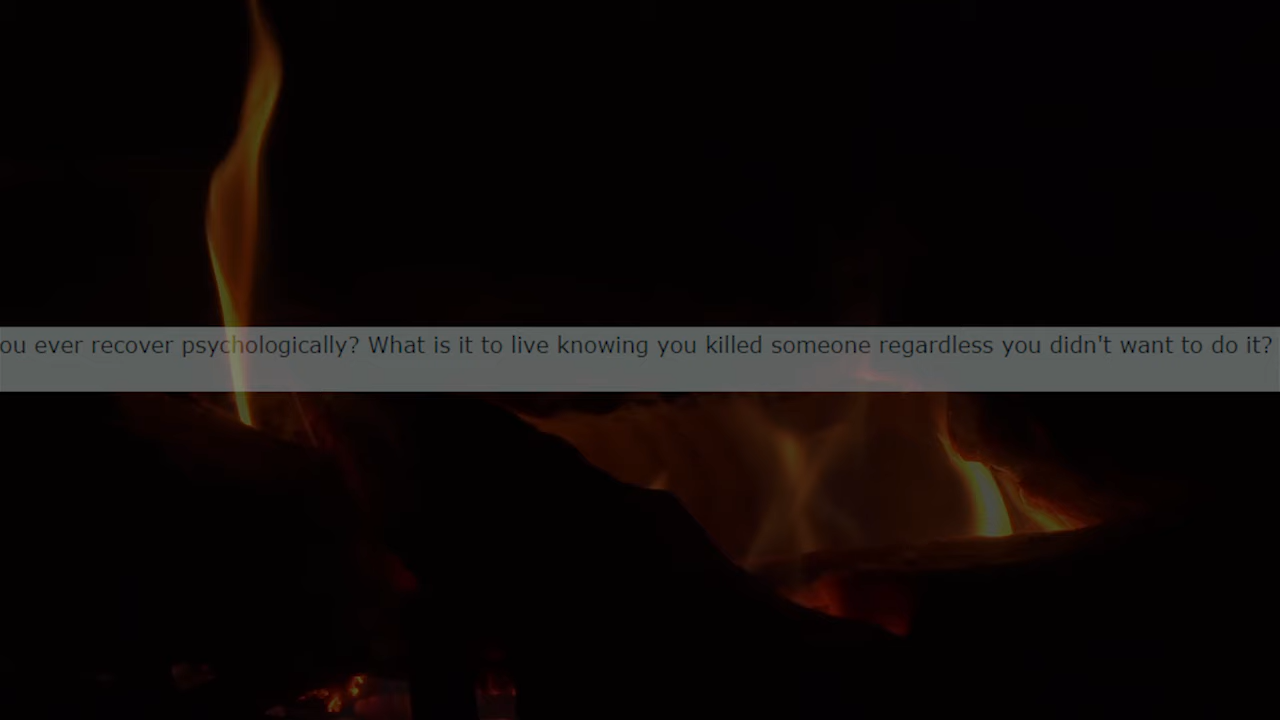 ou ever recover psychologically? What is it to live knowing you killed someone regardless you didn't want to do it?